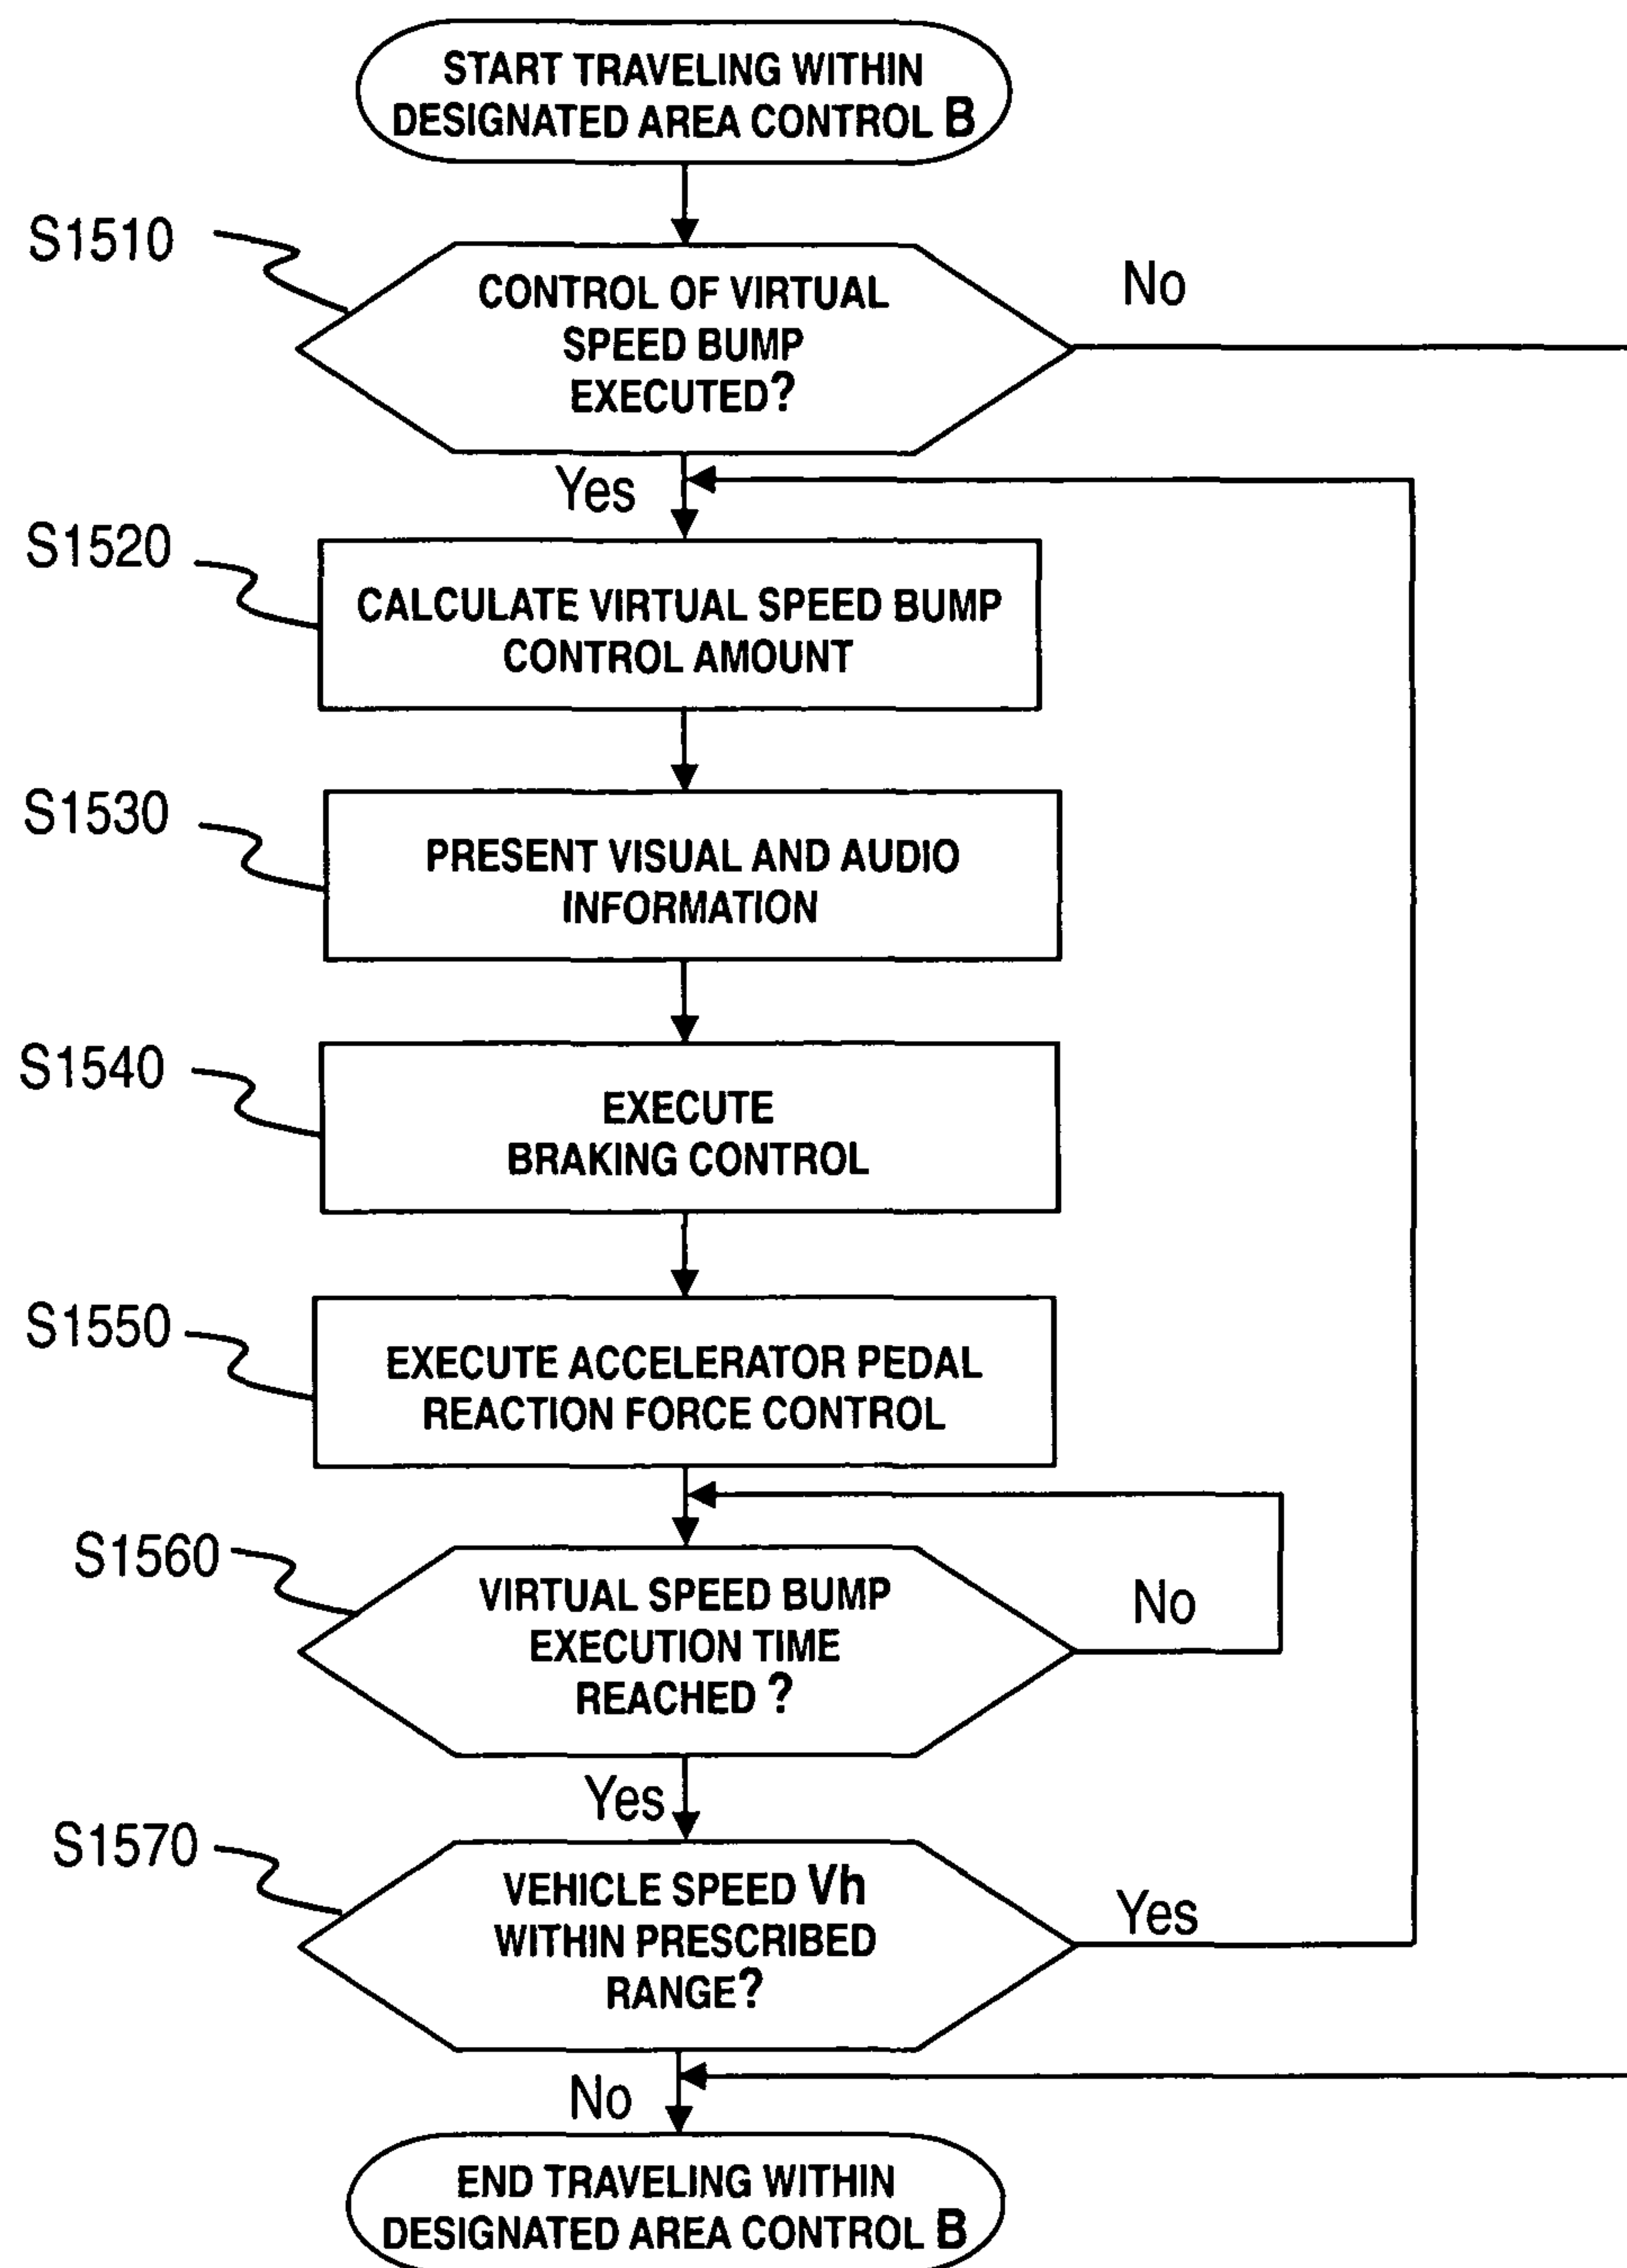 START TRAVELING WITHIN
DESIGNATED AREA CONTROL B
S1510
CONTROL OF VIRTUAL
SPEED BUMP
EXECUTED?
No
Yes
S1520
CALCULATE VIRTUAL SPEED BUMP
CONTROL AMOUNT
S1530
PRESENT VISUAL AND AUDIO
INFORMATION
S1540
EXECUTE
BRAKING CONTROL
S1550
EXECUTE ACCELERATOR PEDAL
REACTION FORCE CONTROL
S1560
VIRTUAL SPEED BUMP
EXECUTION TIME
REACHED ?
No
Yes
S1570
VEHICLE SPEED Vh
WITHIN PRESCRIBED
RANGE?
Yes
No
END TRAVELING WITHIN
DESIGNATED AREA CONTROL B